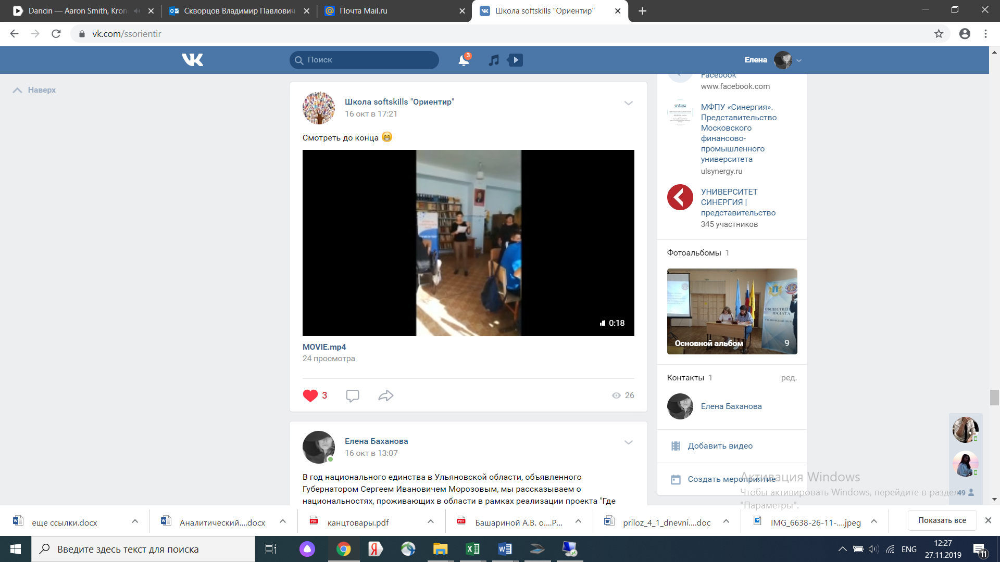 Dancin — Aaron Smith, Kron
Скворцов Владимир Павлович
Почта Mail.ru
Школа softskills "Ориентир"
vk.com/ssorientir
Поиск
3
Елена
Наверх
Школа softskills "Ориентир"
16 окт в 17:21
Смотреть до конца
0:18
MOVIE.mp4
24 просмотра
3
26
Елена Баханова
16 окт в 13:07
В год национального единства в Ульяновской области, объявленного
Губернатором Сергеем Ивановичем Морозовым, мы рассказываем о
национальностях, проживающих в области в рамках реализации проекта "Где
Facebook
www.facebook.com
МФПУ «Синергия».
Представительство
Московского
финансово-
промышленного
университета
ulsynergy.ru
УНИВЕРСИТЕТ
СИНЕРГИЯ |
представительство
345 участников
Фотоальбомы 1
ОБЩЕСТВЕН
ПАЛАТА
Основной альбом 9
Контакты 1
ред.
Елена Баханова
Добавить видео
Создать мероприятие
49
Активация Windows
Чтобы активировать Windows, перейдите в раздел
"Параметры".
еще ссылки.docx
Аналитический....docx
канцтовары.pdf
Башариной А.В. о....P...
priloz_4_1_dnevni....doc
IMG_6638-26-11-....jpeg
Показать все
Введите здесь текст для поиска
ENG
12:27
27.11.2019
11